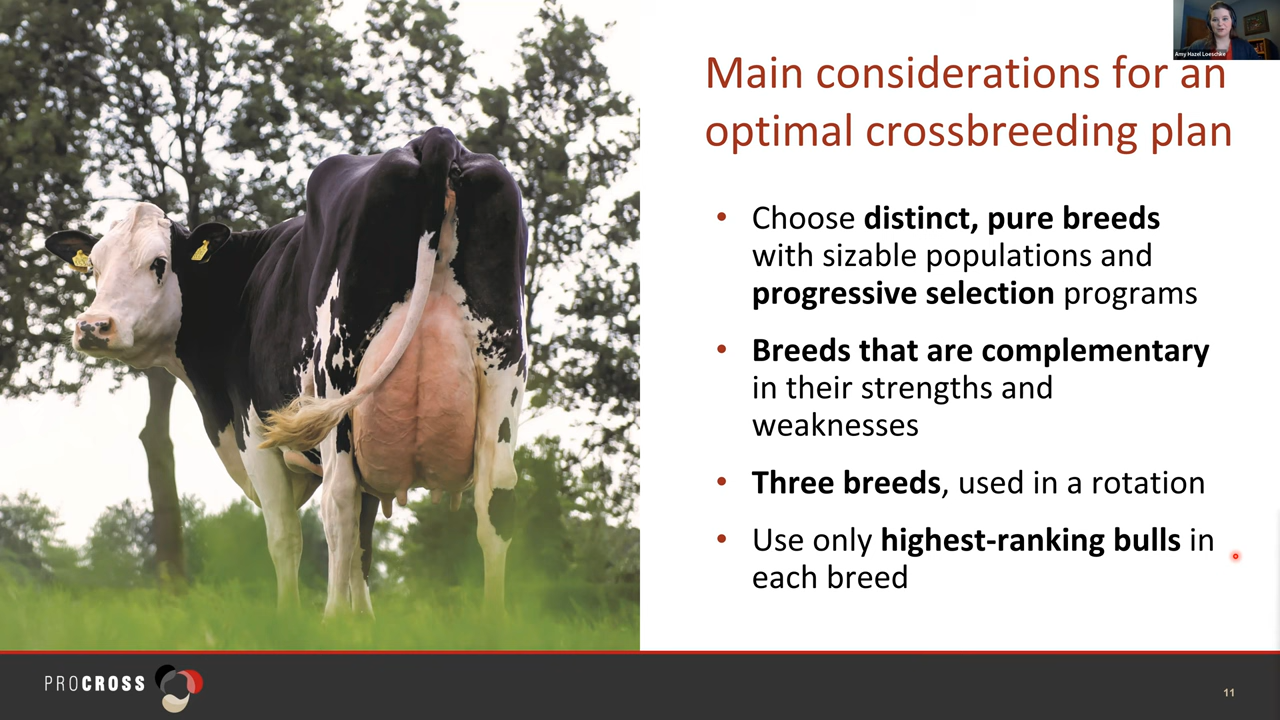 Amy Hazel Loeschke
Main considerations for an
optimal crossbreeding plan
• Choose distinct, pure breeds
with sizable populations and
progressive selection programs
• Breeds that are complementary
in their strengths and
weaknesses
• Three breeds, used in a rotation
• Use only highest-ranking bulls in
each breed
PROCROSS
11